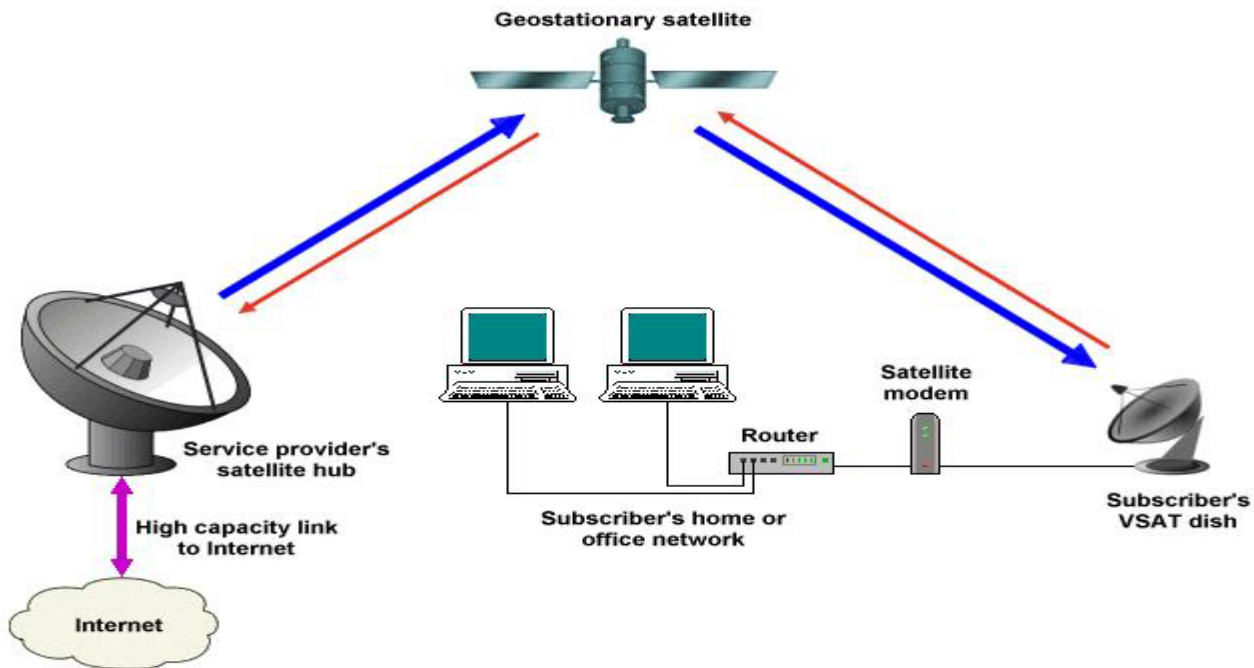 Geostationary satellite
Satellite
modem
Router
Service provider's
satellite hub
Subscriber's
VSAT dish
Subscriber's home or
office network
High capacity link
to Internet
Internet